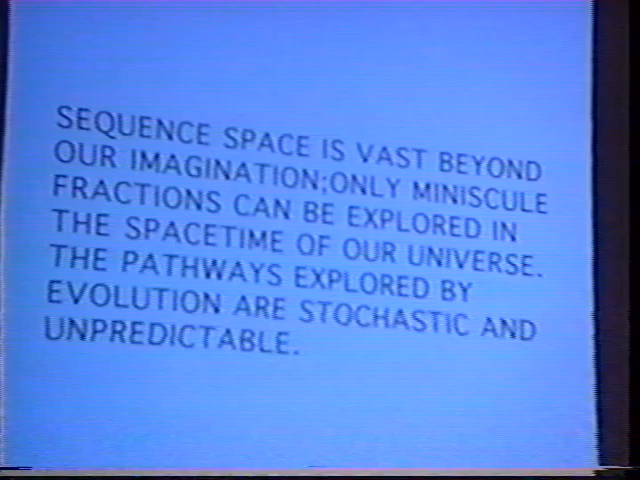 SEQUENCE SPACE IS VAST BEYOND
OUR IMAGINATION;ONLY MINISCULE
FRACTIONS CAN BE EXPLORED IN
THE SPACETIME OF OUR UNIVERSE.
THE PATHWAYS EXPLORED BY
EVOLUTION ARE STOCHASTIC AND
UNPREDICTABLE.